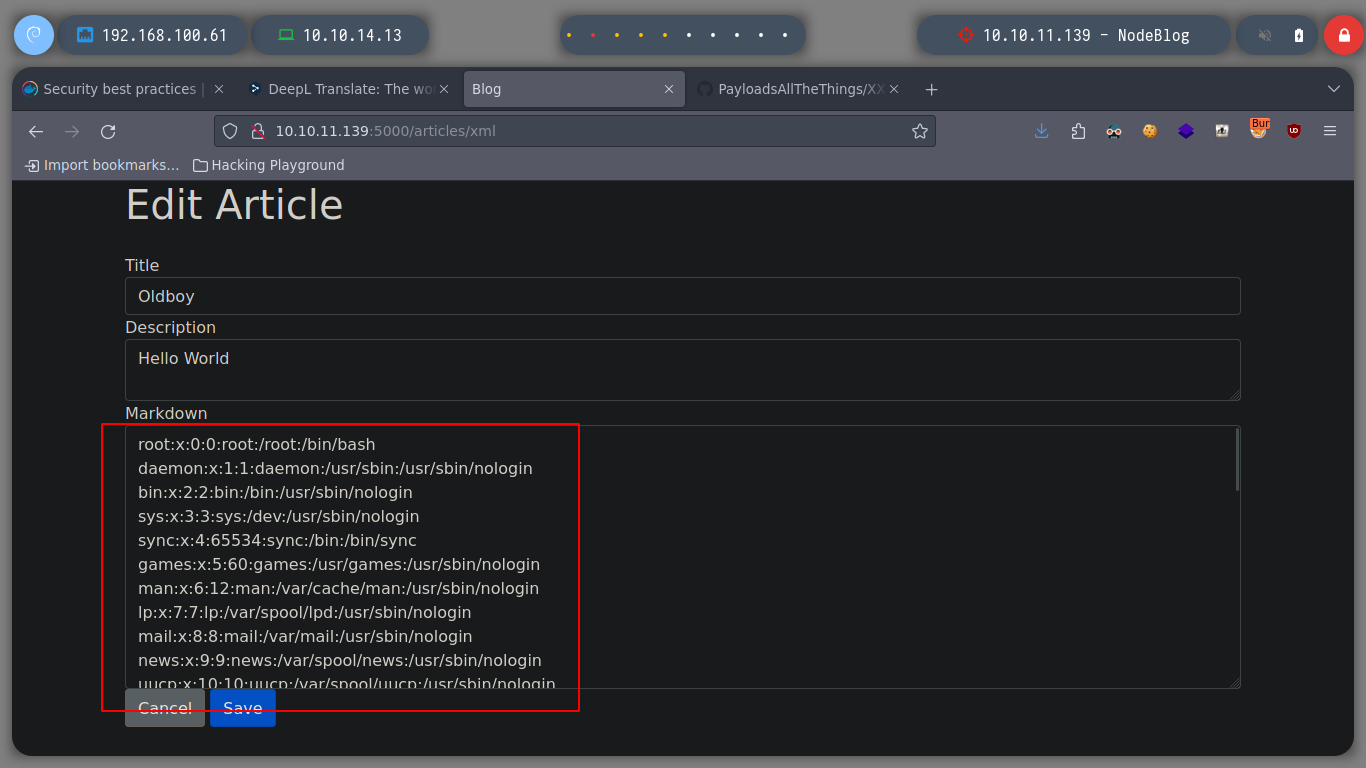 192.168.100.61 10.10.14.13 10.10.11.139 - NodeBlog
Security best practices | DeepL Translate: The wo Blog PayloadsAllTheThings/XX
10.10.11.139:5000/articles/xml
Bur
UD
Import bookmarks... Hacking Playground
Edit Article
Title
Oldboy
Description
Hello World
Markdown
root:x:0:0:root:/root:/bin/bash
daemon:x:1:1:daemon:/usr/sbin:/usr/sbin/nologin
bin:x:2:2:bin:/bin:/usr/sbin/nologin
sys:x:3:3:sys:/dev:/usr/sbin/nologin
sync:x:4:65534:sync:/bin:/bin/sync
games:x:5:60:games:/usr/games:/usr/sbin/nologin
man:x:6:12:man:/var/cache/man:/usr/sbin/nologin
lp:x:7:7:lp:/var/spool/lpd:/usr/sbin/nologin
mail:x:8:8:mail:/var/mail:/usr/sbin/nologin
news:x:9:9:news:/var/spool/news:/usr/sbin/nologin
uucp:x:10:10:uucp:/var/spool/uucp:/usr/sbin/nologin
Cancel Save